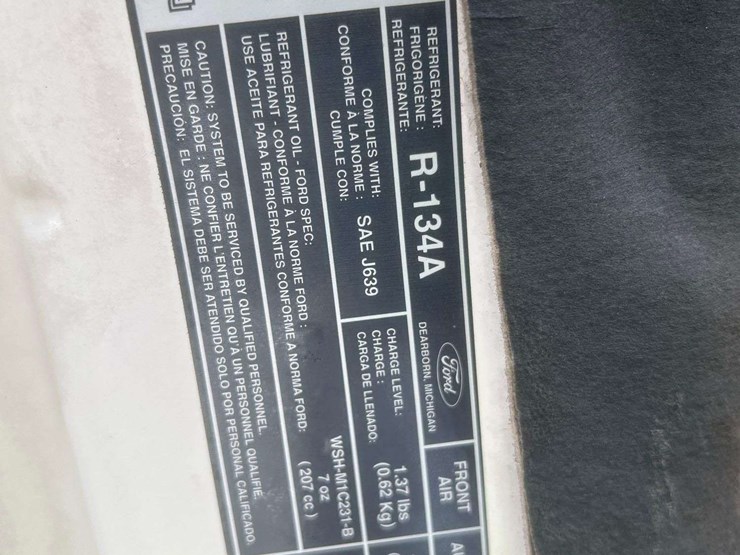 REFRIGERANT:
FRIGORIGÈNE :
REFRIGERANTE:
R-134A
Ford
DEARBORN, MICHIGAN
FRONT
AIR
COMPLIES WITH:
CONFORME À LA NORME :
CUMPLE CON:
SAE J639
CHARGE LEVEL:
CHARGE :
CARGA DE LLENADO:
1.37 lbs
(0.62 Kg)
REFRIGERANT OIL - FORD SPEC:
LUBRIFIANT - CONFORME À LA NORME FORD :
USE ACEITE PARA REFRIGERANTES CONFORME A NORMA FORD:
WSH-M1C231-B
7 oz
(207 cc)
CAUTION: SYSTEM TO BE SERVICED BY QUALIFIED PERSONNEL.
MISE EN GARDE : NE CONFIER L'ENTRETIEN QU'À UN PERSONNEL QUALIFIÉ.
PRECAUCIÓN: EL SISTEMA DEBE SER ATENDIDO SOLO POR PERSONAL CALIFICADO.